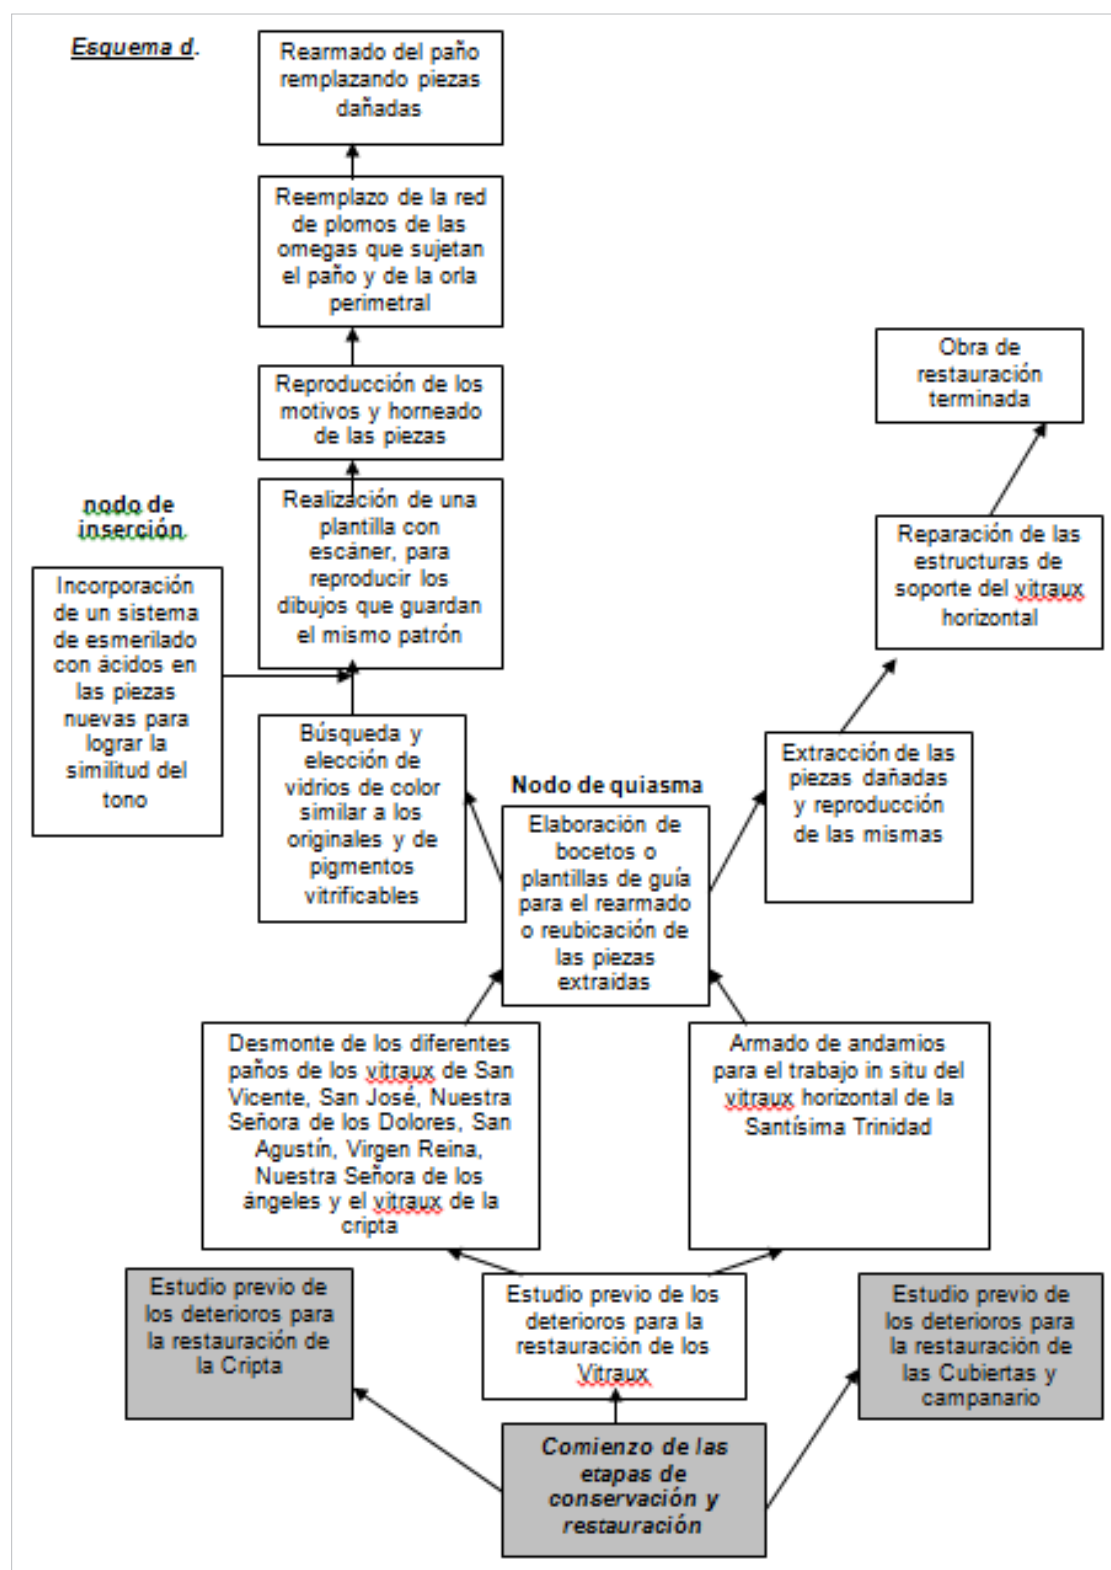 Esquema d.
Rearmado del paño
remplazando piezas
dañadas
Reemplazo de la red
de plomos de las
omegas que sujetan
el paño y de la orla
perimetral
Obra de
restauración
terminada
Reproducción de los
motivos y horneado
de las piezas
nodo de
inserción.
Realización de una
plantilla con
escáner, para
reproducir los
dibujos que guardan
el mismo patrón
Reparación de las
estructuras de
soporte del vitraux
horizontal
Incorporación
de un sistema
de esmerilado
con ácidos en
las piezas
nuevas para
lograr la
similitud del
tono
Búsqueda y
elección de
vidrios de color
similar a los
originales y de
pigmentos
vitrificables
Nodo de quiasma
Elaboración de
bocetos o
plantillas de guía
para el rearmado
o reubicación de
las piezas
extraídas
Extracción de las
piezas dañadas
y reproducción
de las mismas
Desmonte de los diferentes
paños de los vitraux de San
Vicente, San José, Nuestra
Señora de los Dolores, San
Agustín, Virgen Reina,
Nuestra Señora de los
ángeles y el vitraux de la
cripta
Armado de andamios
para el trabajo in situ del
vitraux horizontal de la
Santísima Trinidad
Estudio previo de
los deterioros para
la restauración de
la Cripta
Estudio previo de los
deterioros para la
restauración de los
Vitraux
Estudio previo de
los deterioros para
la restauración de
las Cubiertas y
campanario
Comienzo de las
etapas de
conservación y
restauración